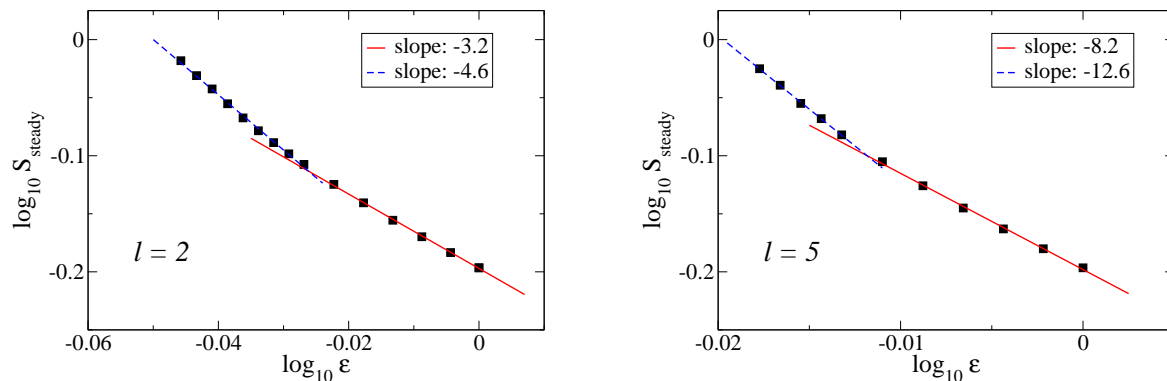 0
-0.1
-0.2
log10 Ssteady
slope: -3.2
slope: -4.6
l = 2
-0.06
-0.04
-0.02
0
log10 ε
0
-0.1
-0.2
log10 Ssteady
slope: -8.2
slope: -12.6
l = 5
-0.02
-0.01
0
log10 ε